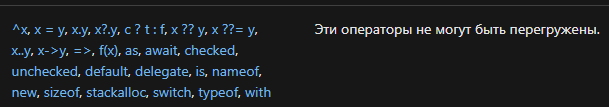 ^x, x = y, x.y, x?.y, c ? t : f, x ?? y, x ??= y,
x..y, x->y, =>, f(x), as, await, checked,
unchecked, default, delegate, is, nameof,
new, sizeof, stackalloc, switch, typeof, with
Эти операторы не могут быть перегружены.